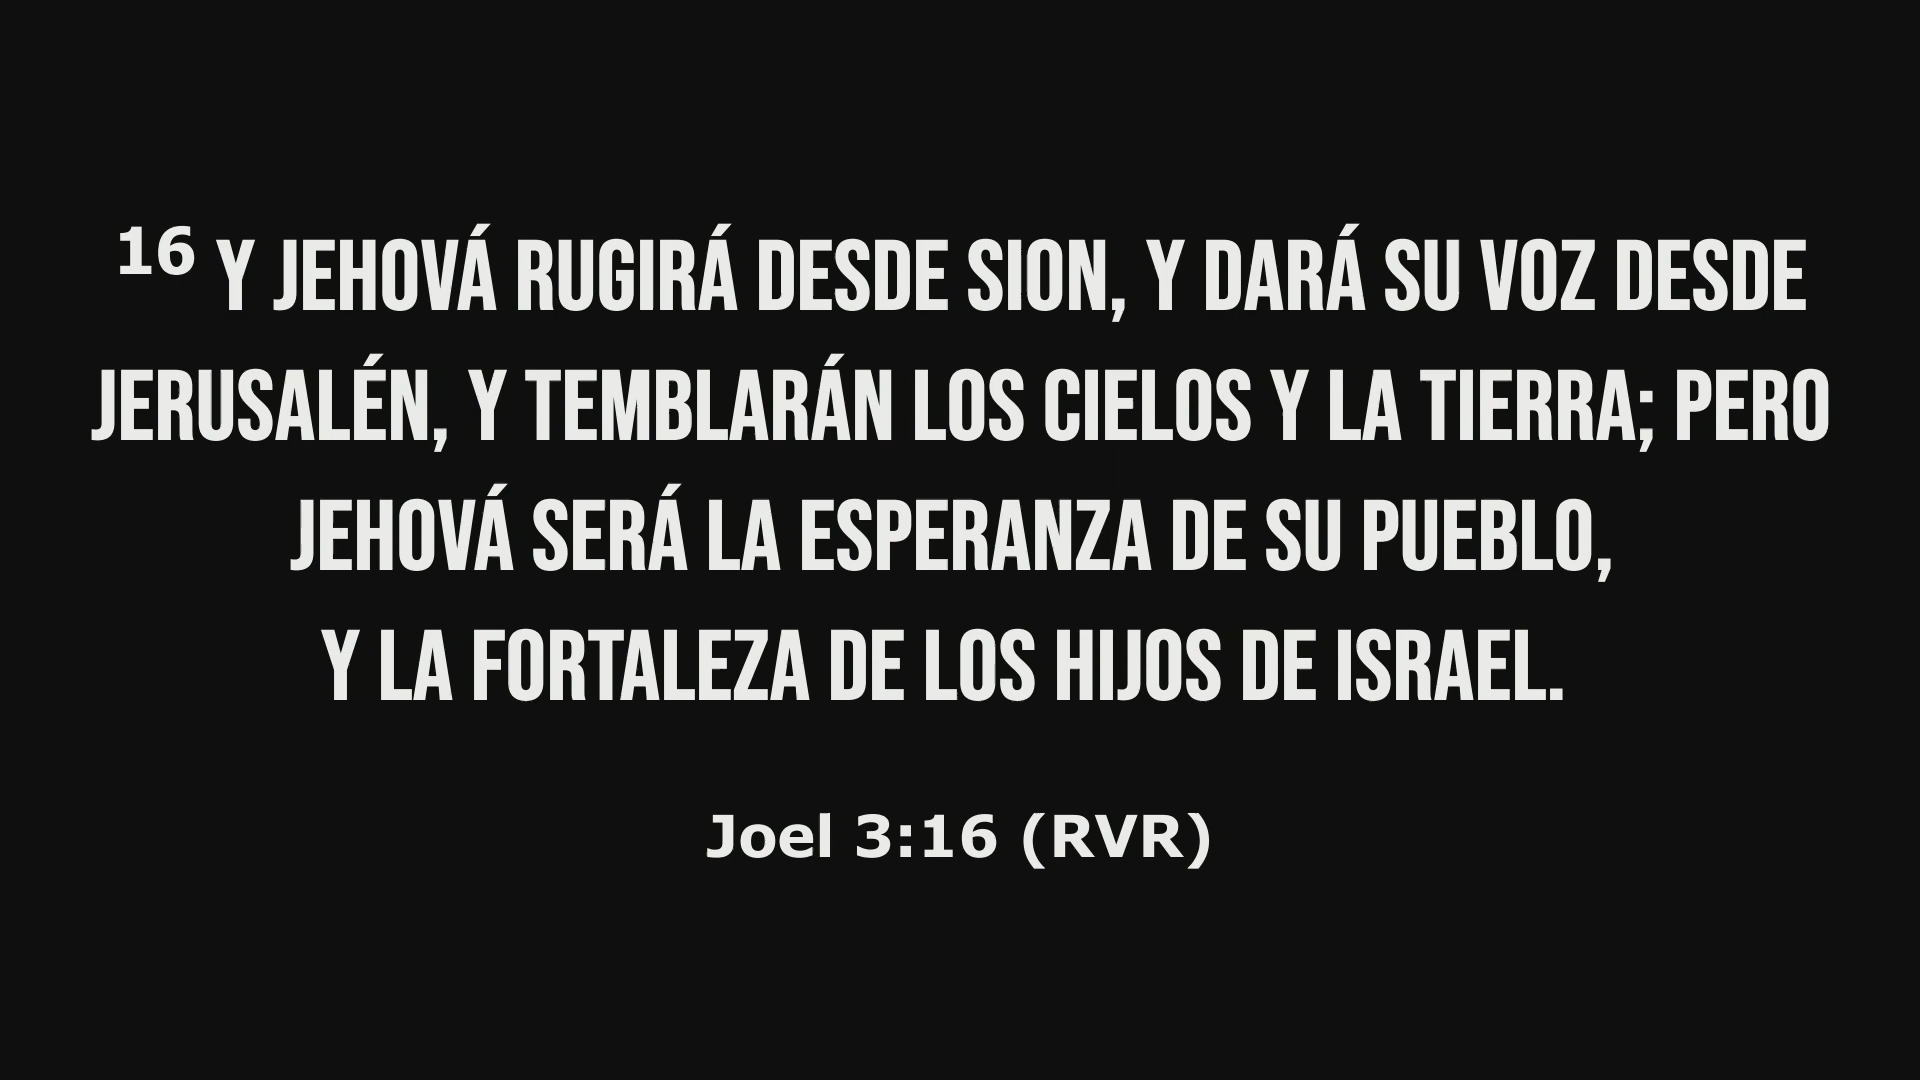 16 Y JEHOVÁ RUGIRÁ DESDE SION, Y DARÁ SU VOZ DESDE
JERUSALÉN, Y TEMBLARÁN LOS CIELOS Y LA TIERRA; PERO
JEHOVÁ SERÁ LA ESPERANZA DE SU PUEBLO,
Y LA FORTALEZA DE LOS HIJOS DE ISRAEL.
Joel 3:16 (RVR)